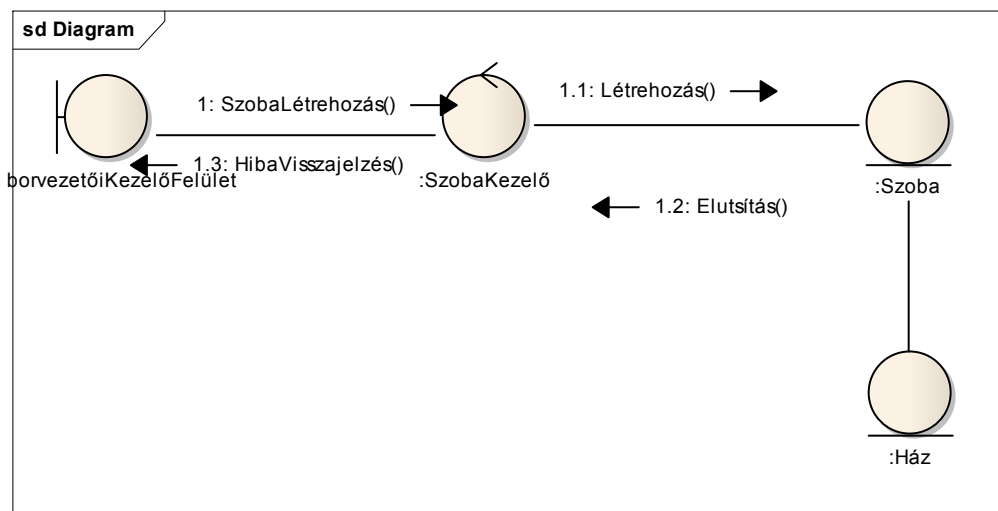 sd Diagram
1: SzobaLétrehozás()
1.1: Létrehozás()
1.3: HibaVisszajelzés()
borvezetőiKezelőFelület
:SzobaKezelő
:Szoba
1.2: Elutsítás()
:Ház